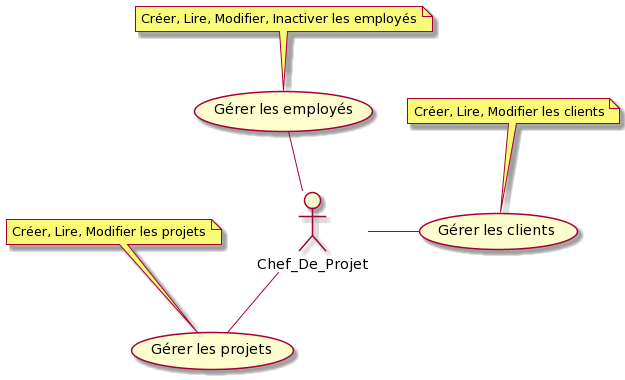 Créer, Lire, Modifier, Inactiver les employés
Gérer les employés
Créer, Lire, Modifier les clients
Gérer les clients
Créer, Lire, Modifier les projets
Chef_De_Projet
Gérer les projets